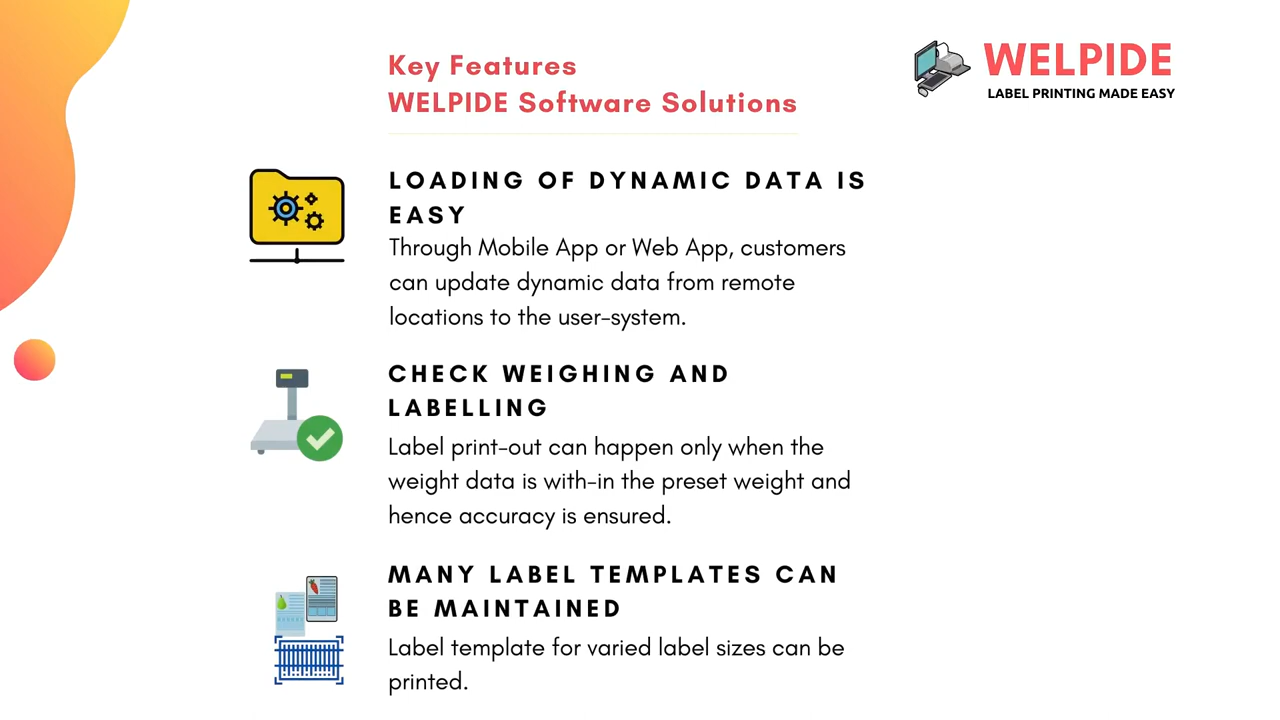 Key Features
WELPIDE Software Solutions
WELPIDE
LABEL PRINTING MADE EASY
LOADING OF DYNAMIC DATA IS
EASY
Through Mobile App or Web App, customers
can update dynamic data from remote
locations to the user-system.
CHECK WEIGHING AND
LABELLING
Label print-out can happen only when the
weight data is with-in the preset weight and
hence accuracy is ensured.
MANY LABEL TEMPLATES CAN
BE MAINTAINED
Label template for varied label sizes can be
printed.